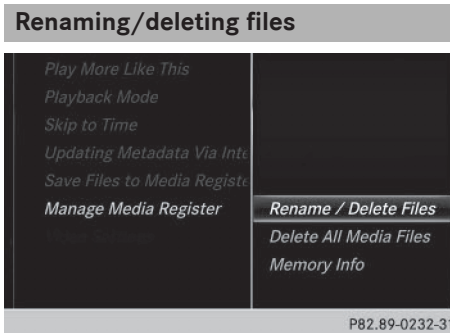 Renaming/deleting files
Play More Like This
Playback Mode
Skip to Time
Updating Metadata Via Inte
Save Files to Media Registe
Manage Media Register
Rename / Delete Files
Delete All Media Files
Memory Info
P82.89-0232-31